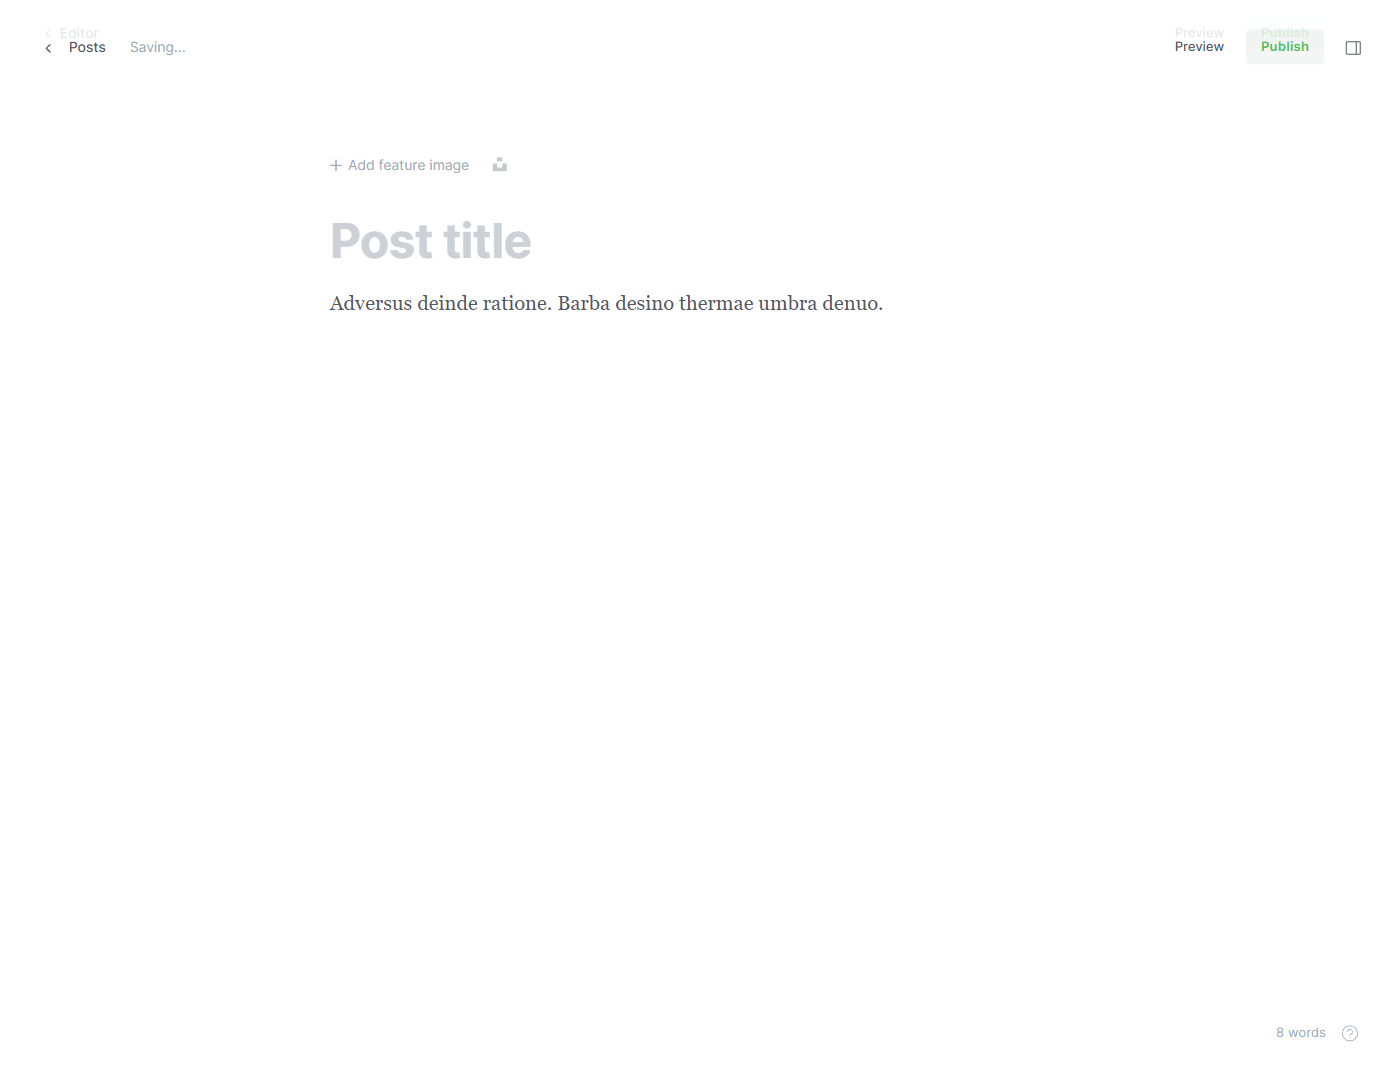 Editor
Posts Saving...
Preview Publish
Preview Publish
Add feature image
Post title
Adversus deinde ratione. Barba desino thermae umbra denuo.
8 words
?